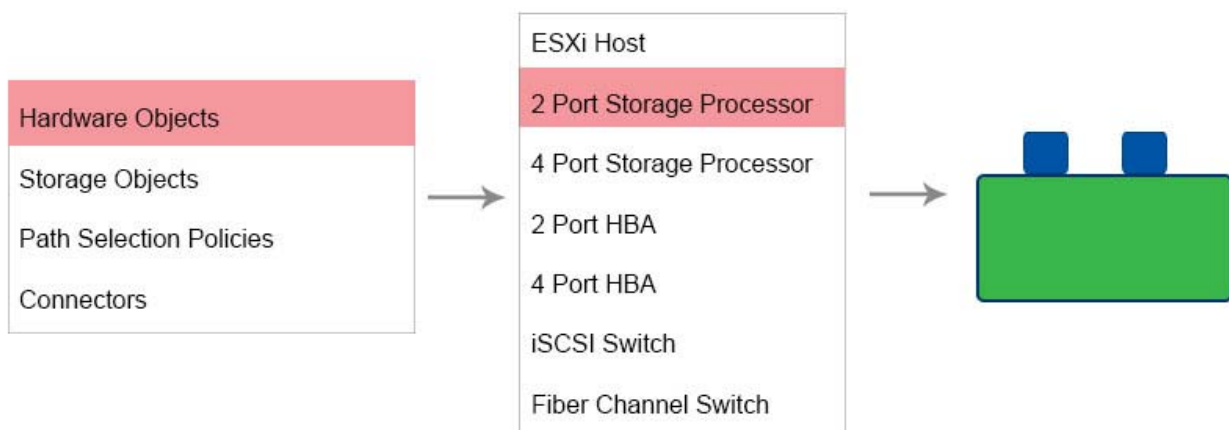 Hardware Objects
Storage Objects
Path Selection Policies
Connectors
ESXi Host
2 Port Storage Processor
4 Port Storage Processor
2 Port HBA
4 Port HBA
iSCSI Switch
Fiber Channel Switch